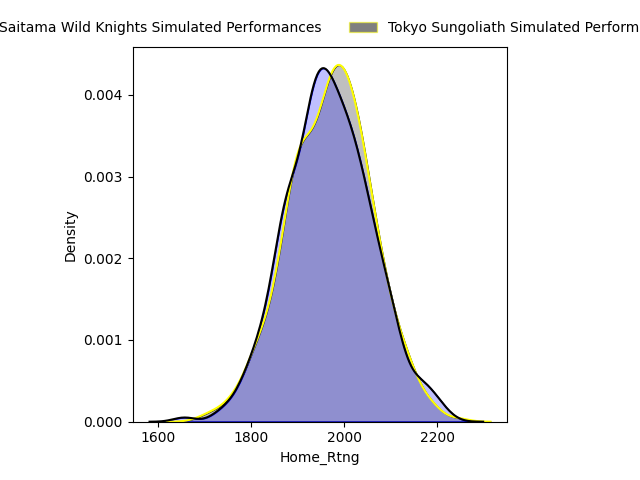 Saitama Wild Knights Simulated Performances Tokyo Sungoliath Simulated Perform
0.004
0.003
0.002
0.001
0.000
Density
1600 1800 2000 2200
Home_Rtng